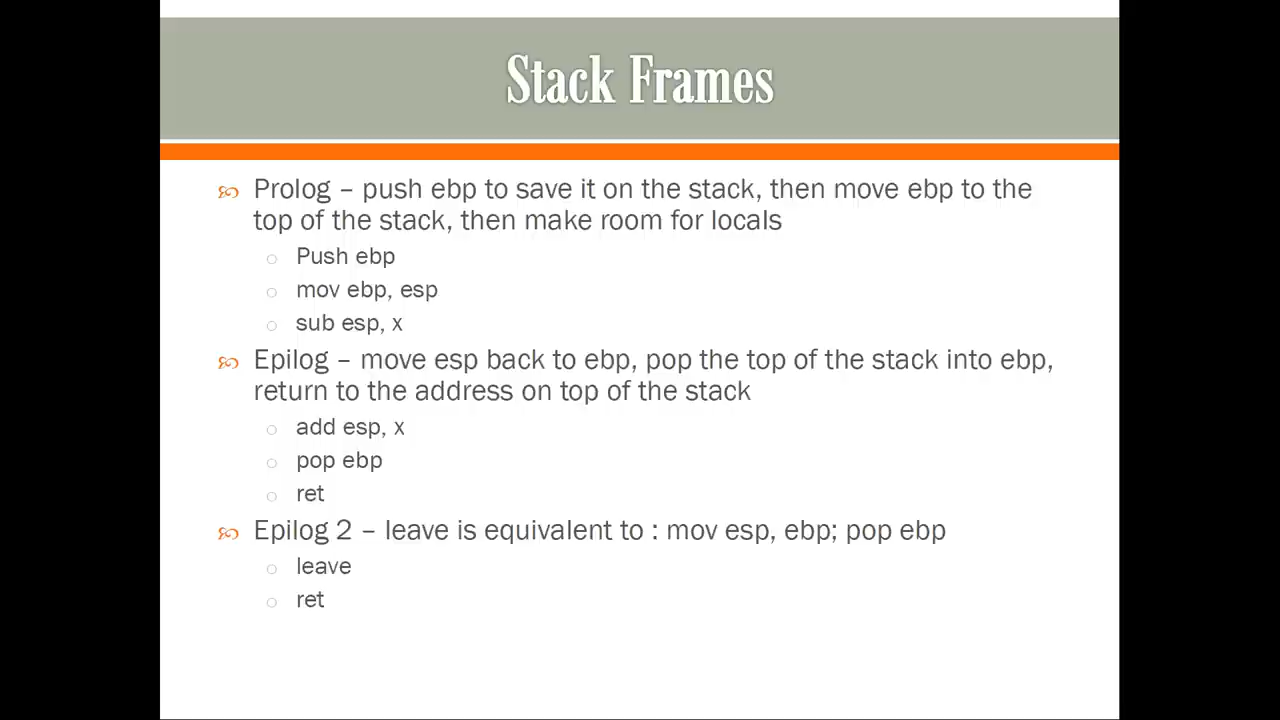 Stack Frames
Prolog – push ebp to save it on the stack, then move ebp to the
top of the stack, then make room for locals
Push ebp
mov ebp, esp
sub esp, x
Epilog – move esp back to ebp, pop the top of the stack into ebp,
return to the address on top of the stack
add esp, x
pop ebp
ret
Epilog 2 – leave is equivalent to : mov esp, ebp; pop ebp
leave
ret